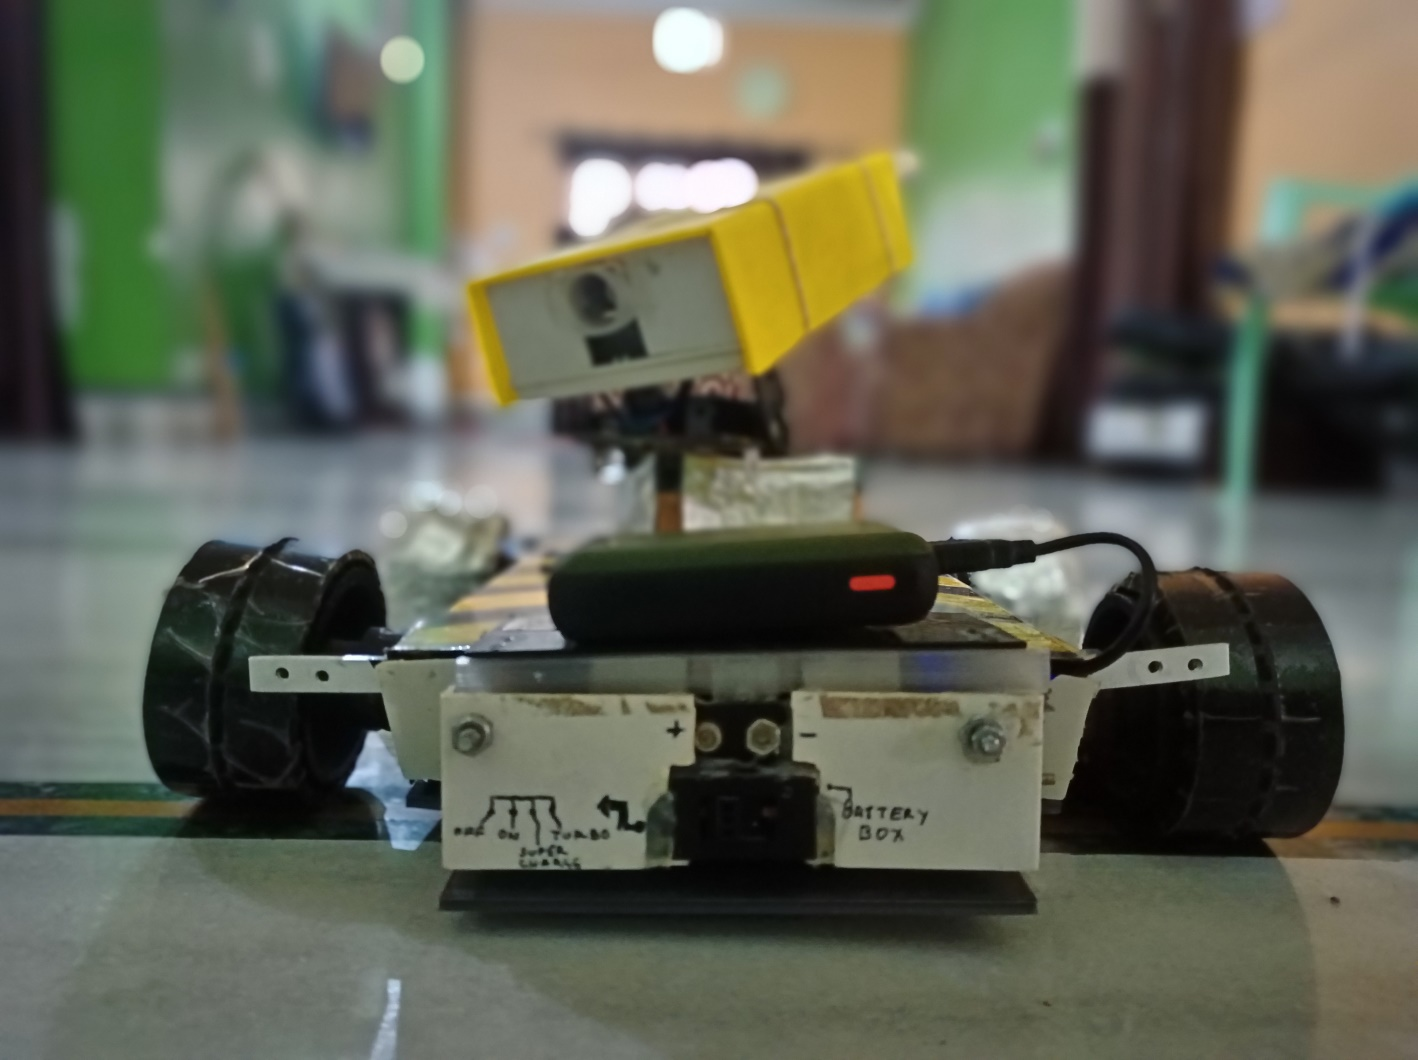 + −
OFF ON TURBO
SUPER
CHARGE
BATTERY
BOX